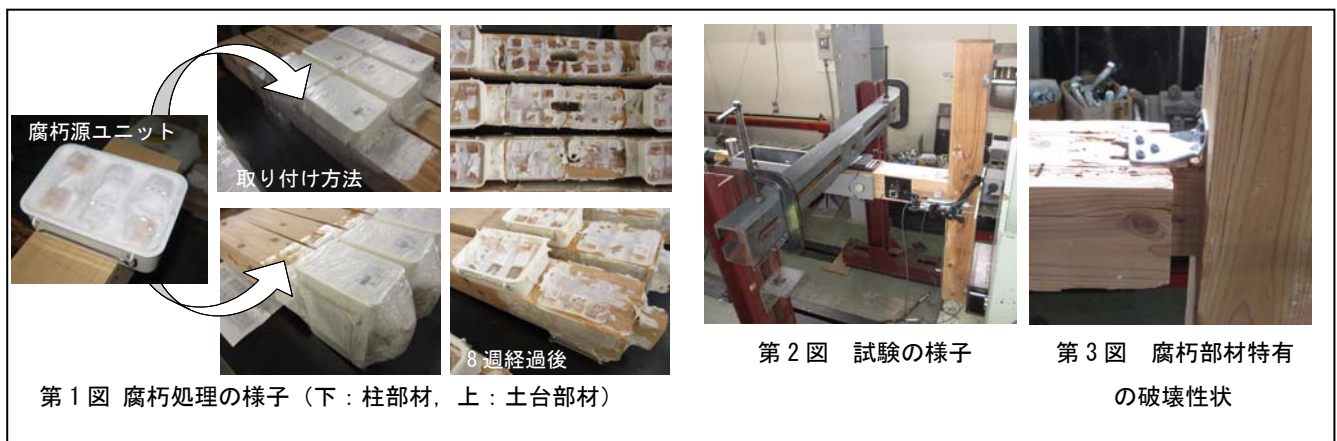 腐朽源ユニット
取り付け方法
8週経過後
第1図 腐朽処理の様子（下：柱部材，上：土台部材）
第2図 試験の様子
第3図 腐朽部材特有
の破壊性状